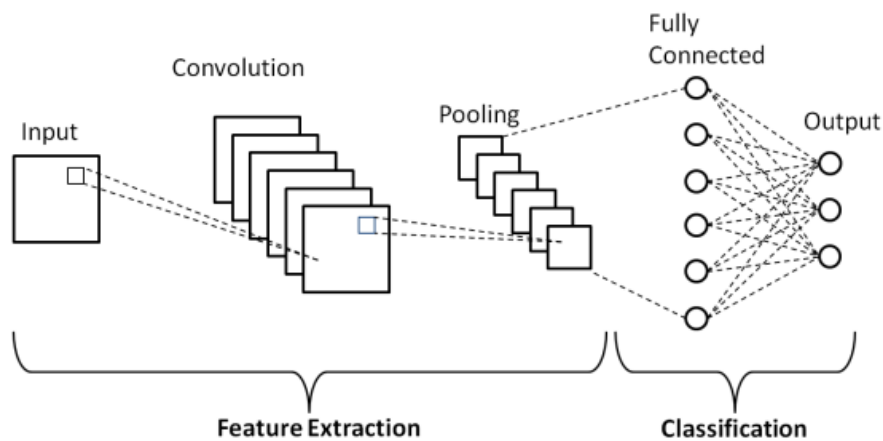 Input
Convolution
Pooling
Fully
Connected
Output
Feature Extraction
Classification